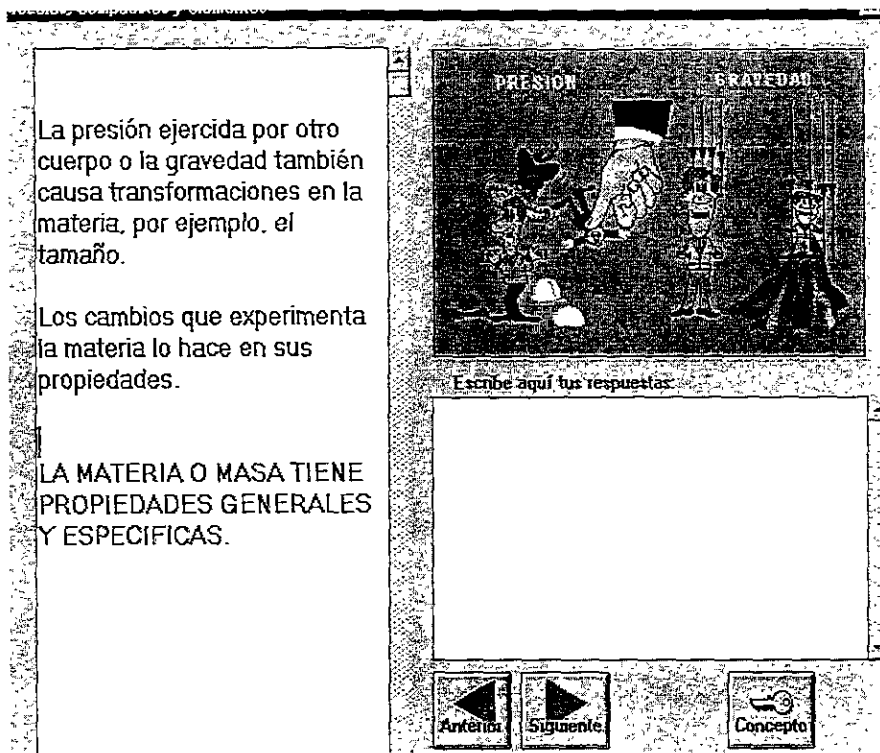 La presión ejercida por otro
cuerpo o la gravedad también
causa transformaciones en la
materia, por ejemplo, el
tamaño.
Los cambios que experimenta
la materia lo hace en sus
propiedades.
LA MATERIA O MASA TIENE
PROPIEDADES GENERALES
Y ESPECIFICAS.
PRESION
GRAVEDAD
Escribe aquí tus respuestas:
Anterior
Siguiente
Concepto